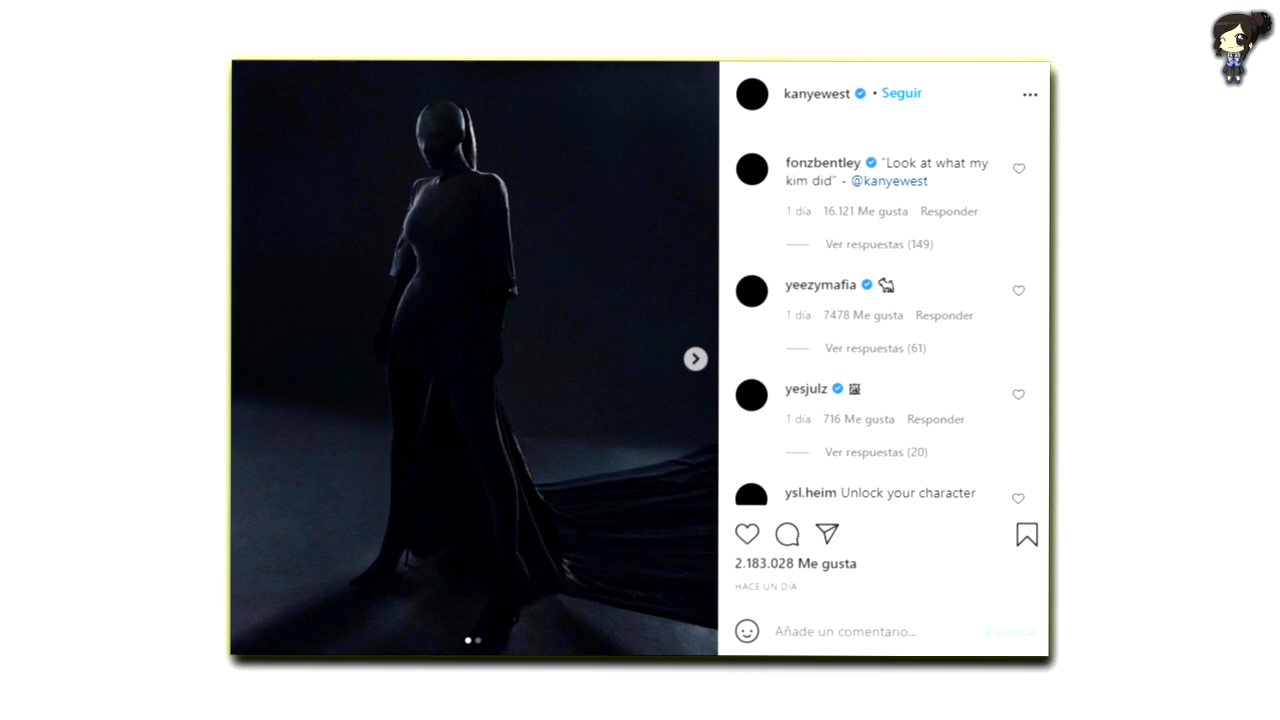 kanyewest • Seguir
fonzbentley "Look at what my
kim did" - @kanyewest
1 día 16.121 Me gusta Responder
Ver respuestas (149)
yeezymafia
1 día 7478 Me gusta Responder
Ver respuestas (61)
yesjulz
1 día 716 Me gusta Responder
Ver respuestas (20)
ysl.heim Unlock your character
2.183.028 Me gusta
HACE UN DÍA
Añade un comentario... Publicar